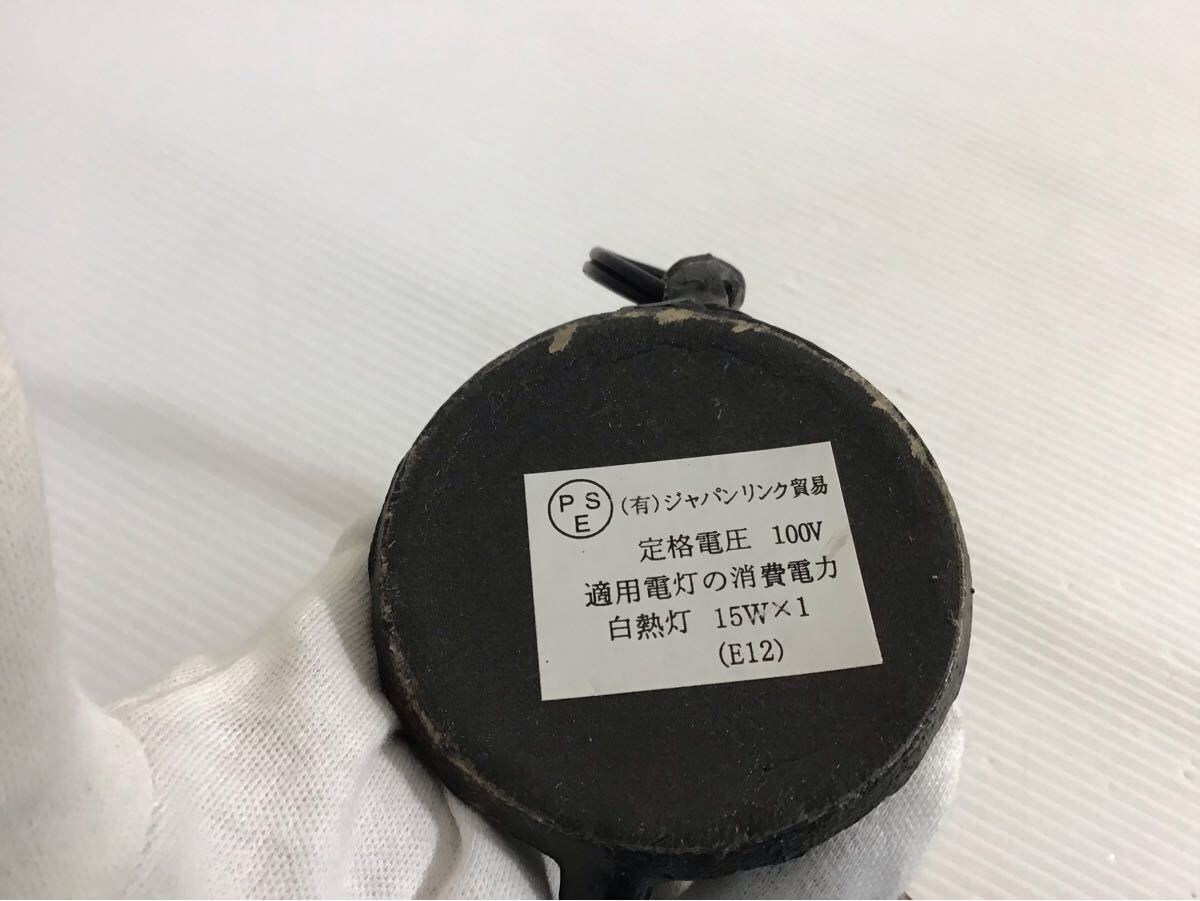 PSE (有)ジャパンリンク貿易
定格電圧 100V
適用電灯の消費電力
白熱灯 15W×1
(E12)